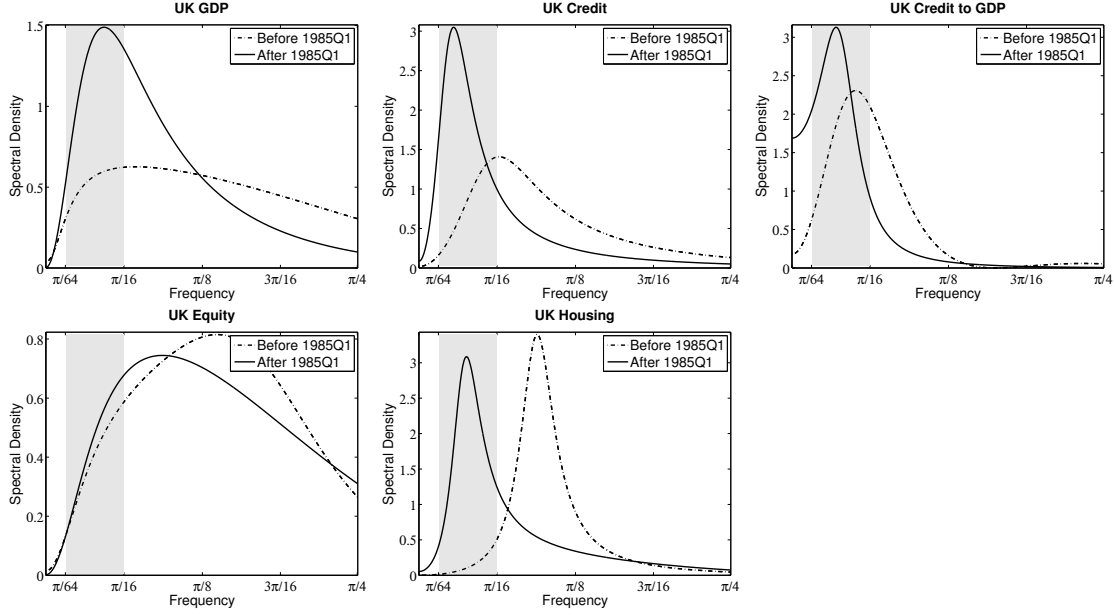 UK GDP
1.5
1
0.5
0
Spectral Density
Before 1985Q1
After 1985Q1
π/64
π/16
π/8
3π/16
π/4
Frequency
UK Credit
3
2.5
2
1.5
1
0.5
0
Spectral Density
Before 1985Q1
After 1985Q1
π/64
π/16
π/8
3π/16
π/4
Frequency
UK Credit to GDP
3
2.5
2
1.5
1
0.5
0
Spectral Density
Before 1985Q1
After 1985Q1
π/64
π/16
π/8
3π/16
π/4
Frequency
UK Equity
0.8
0.6
0.4
0.2
0
Spectral Density
Before 1985Q1
After 1985Q1
π/64
π/16
π/8
3π/16
π/4
Frequency
UK Housing
3
2.5
2
1.5
1
0.5
0
Spectral Density
Before 1985Q1
After 1985Q1
π/64
π/16
π/8
3π/16
π/4
Frequency